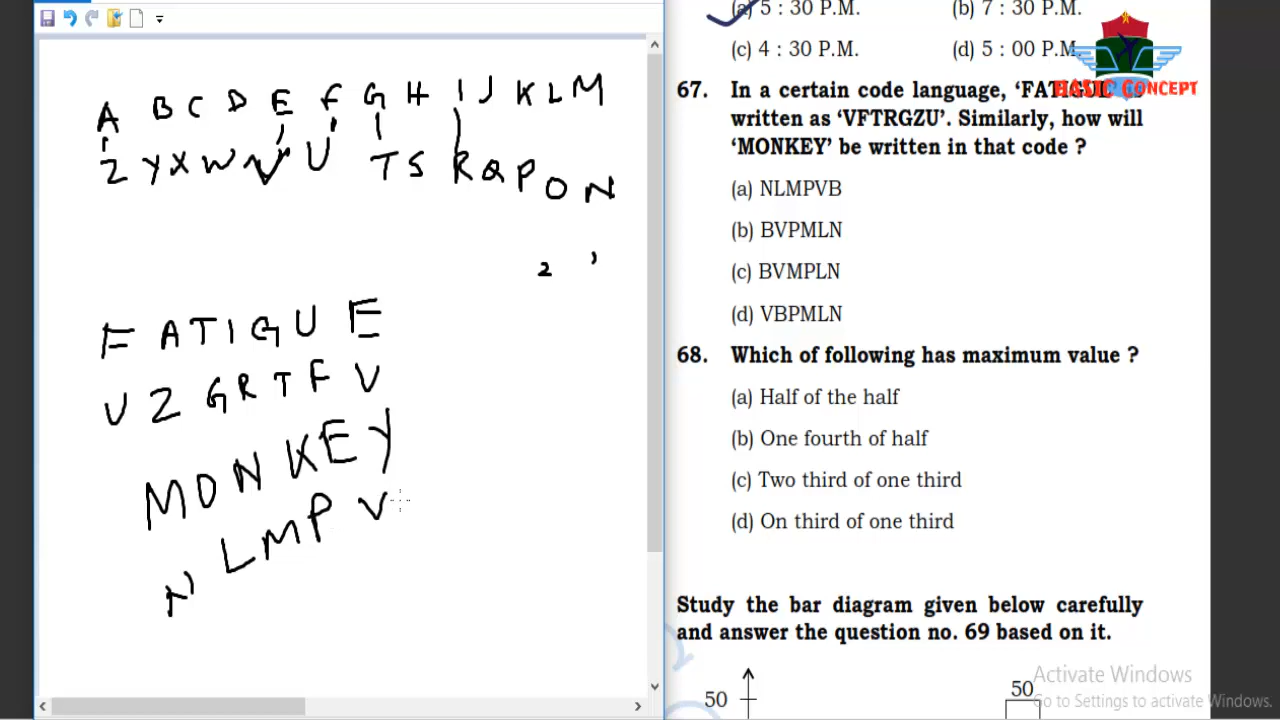 A B C D E F G H I J K L M
Z Y X W V U T S R Q P O N
2 1
F A T I G U E
U Z G R T F V
M O N K E Y
N L M P V
(a) 5 : 30 P.M. (b) 7 : 30 P.M.
(c) 4 : 30 P.M. (d) 5 : 00 P.M.
BASIC CONCEPT
67. In a certain code language, 'FATIGUE' is
written as 'VFTRGZU'. Similarly, how will
'MONKEY' be written in that code ?
(a) NLMPVB
(b) BVPMLN
(c) BVMPLN
(d) VBPMLN
68. Which of following has maximum value ?
(a) Half of the half
(b) One fourth of half
(c) Two third of one third
(d) On third of one third
Study the bar diagram given below carefully
and answer the question no. 69 based on it.
50
50
Activate Windows
Go to Settings to activate Windows.